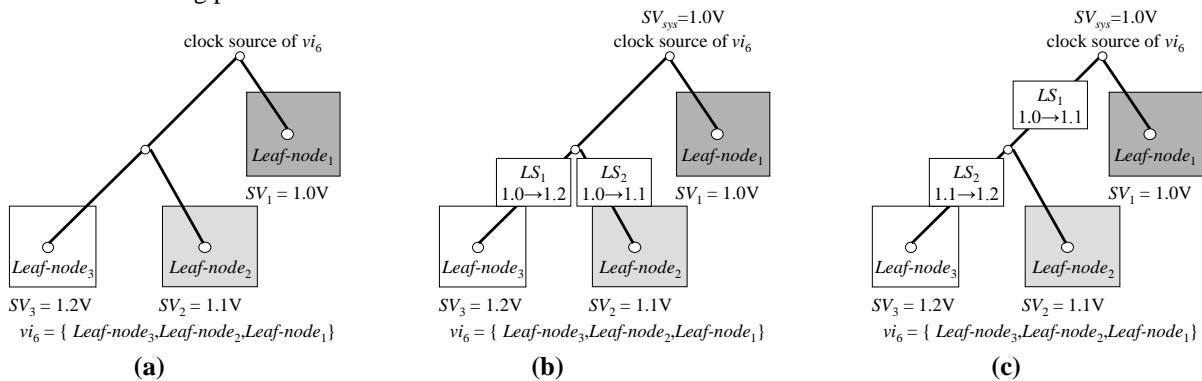 clock source of vi6
Leaf-node1
SV1 = 1.0V
Leaf-node3
Leaf-node2
SV3 = 1.2V
SV2 = 1.1V
vi6 = { Leaf-node3,Leaf-node2,Leaf-node1}
(a)
SVsys=1.0V
clock source of vi6
Leaf-node1
LS1
1.0→1.2
LS2
1.0→1.1
SV1 = 1.0V
Leaf-node3
Leaf-node2
SV3 = 1.2V
SV2 = 1.1V
vi6 = { Leaf-node3,Leaf-node2,Leaf-node1}
(b)
SVsys=1.0V
clock source of vi6
LS1
1.0→1.1
Leaf-node1
LS2
1.1→1.2
SV1 = 1.0V
Leaf-node3
Leaf-node2
SV3 = 1.2V
SV2 = 1.1V
vi6 = { Leaf-node3,Leaf-node2,Leaf-node1}
(c)